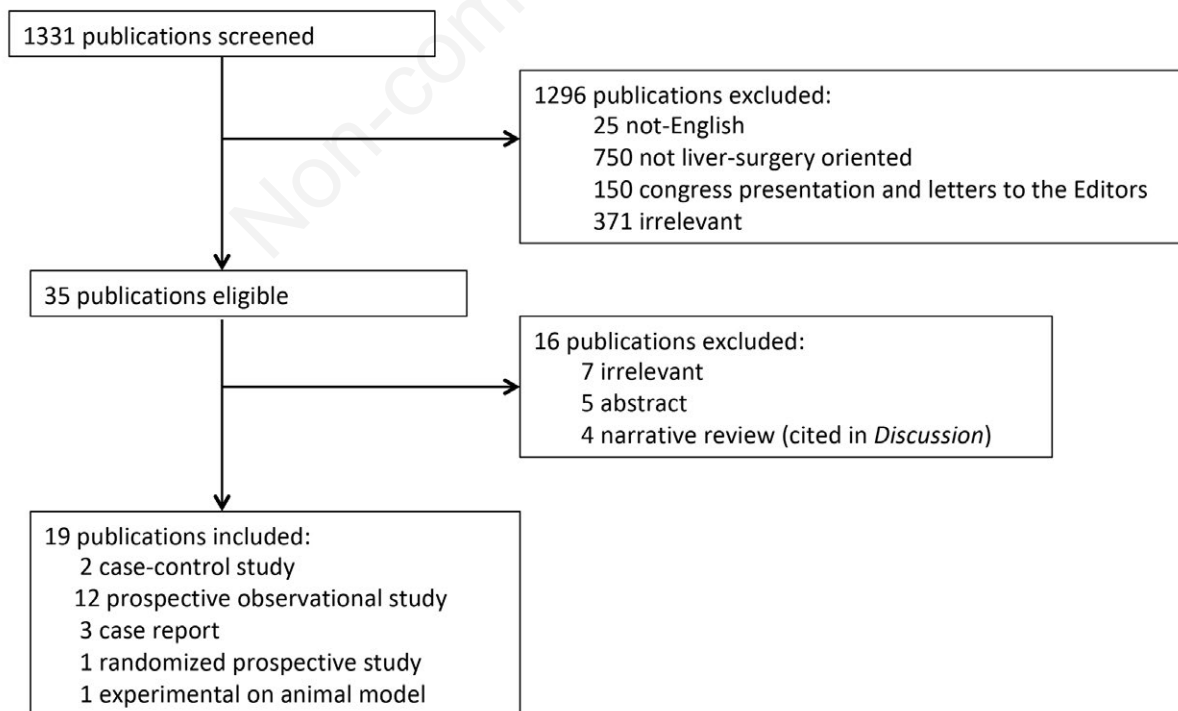 1331 publications screened
1296 publications excluded:
25 not-English
750 not liver-surgery oriented
150 congress presentation and letters to the Editors
371 irrelevant
35 publications eligible
16 publications excluded:
7 irrelevant
5 abstract
4 narrative review (cited in Discussion)
19 publications included:
2 case-control study
12 prospective observational study
3 case report
1 randomized prospective study
1 experimental on animal model
Non-com